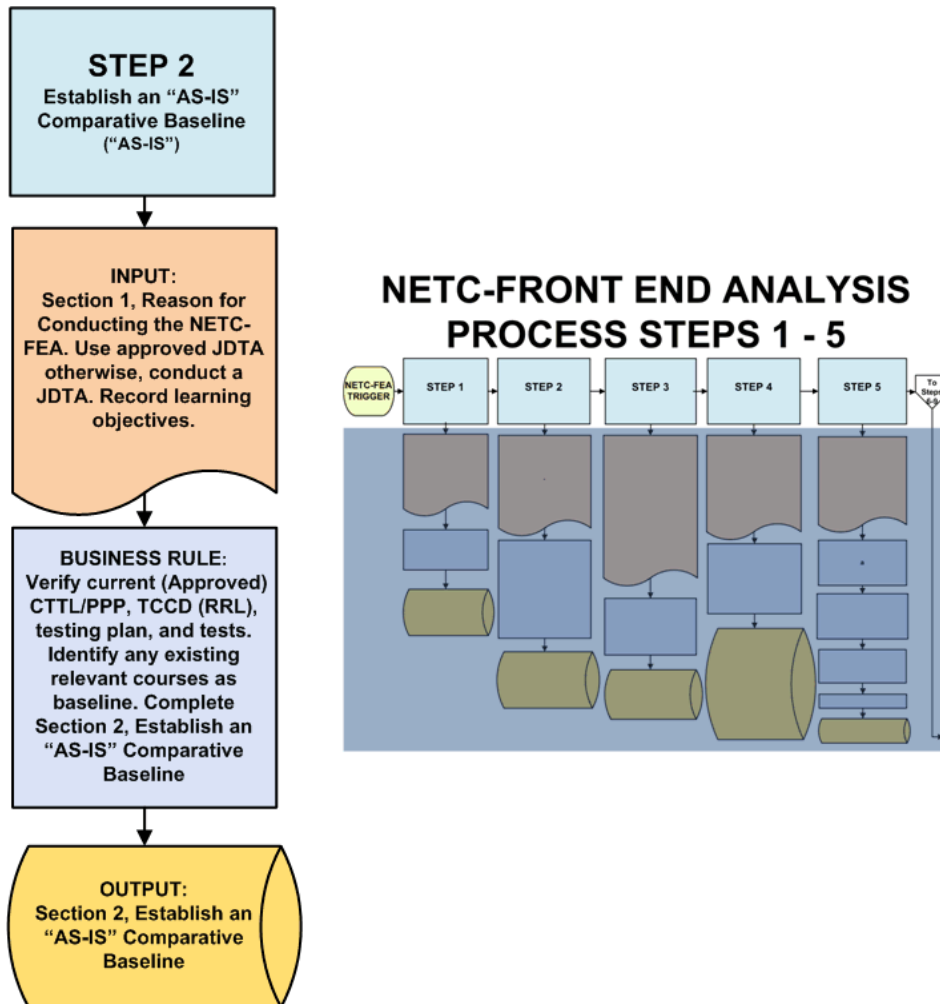 STEP 2
Establish an “AS-IS”
Comparative Baseline
(“AS-IS”)
INPUT:
Section 1, Reason for
Conducting the NETC-
FEA. Use approved JDTA
otherwise, conduct a
JDTA. Record learning
objectives.
BUSINESS RULE:
Verify current (Approved)
CTTL/PPP, TCCD (RRL),
testing plan, and tests.
Identify any existing
relevant courses as
baseline. Complete
Section 2, Establish an
“AS-IS” Comparative
Baseline
OUTPUT:
Section 2, Establish an
“AS-IS” Comparative
Baseline
NETC-FRONT END ANALYSIS
PROCESS STEPS 1 - 5
NETC-FEA
TRIGGER
STEP 1
STEP 2
STEP 3
STEP 4
STEP 5
To
Steps